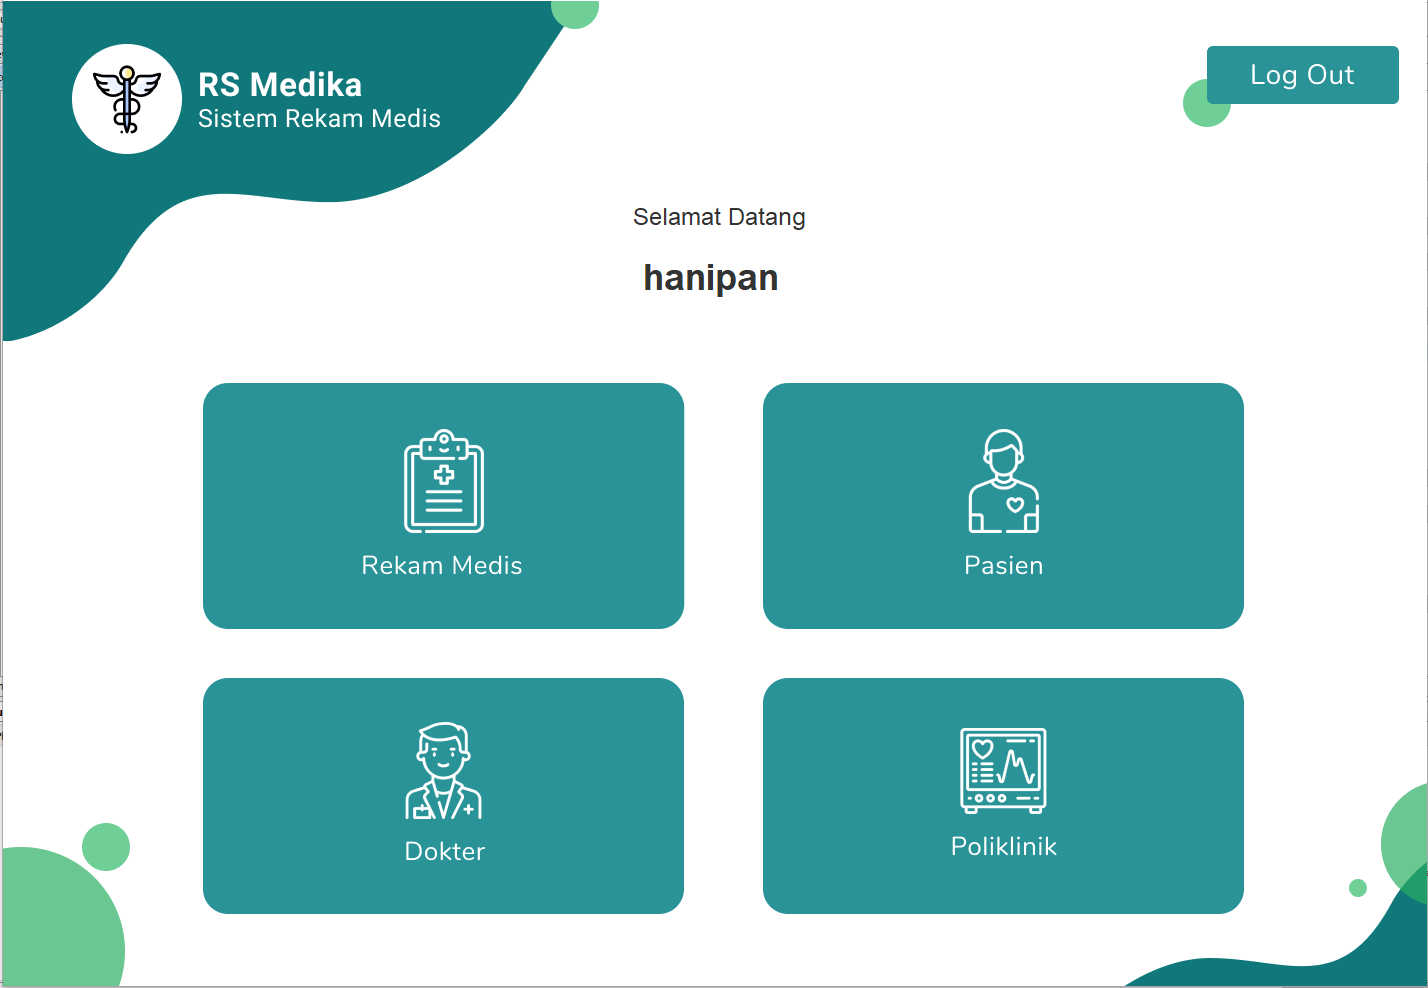 RS Medika
Sistem Rekam Medis
Log Out
Selamat Datang
hanipan
Rekam Medis
Pasien
Dokter
Poliklinik